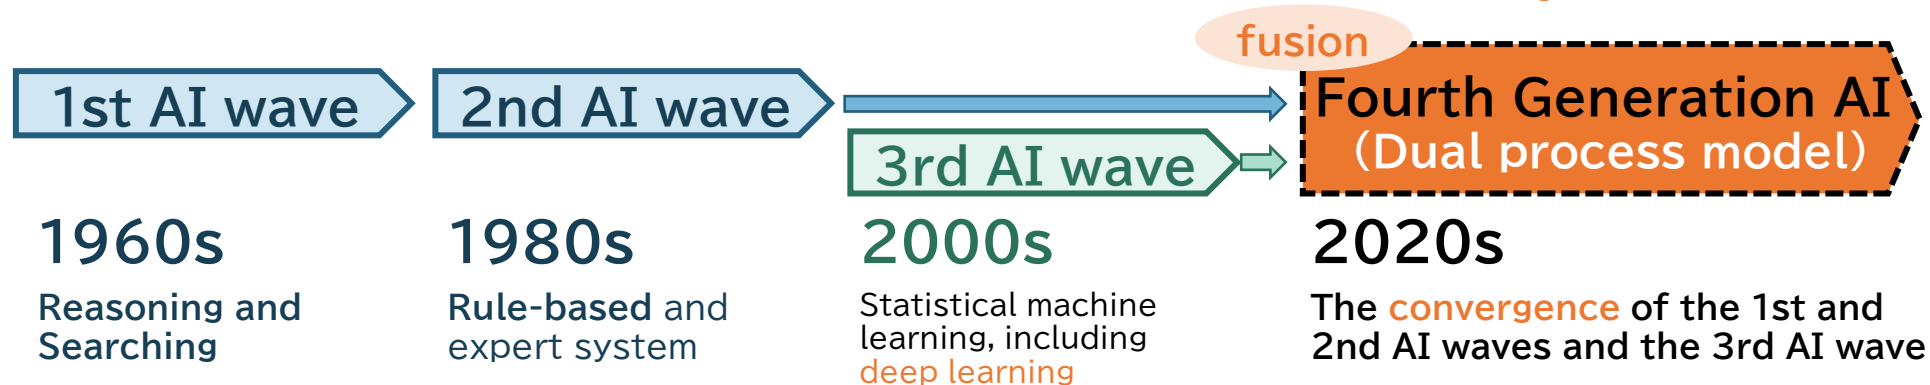 fusion
1st AI wave
2nd AI wave
3rd AI wave
Fourth Generation AI
(Dual process model)
1960s
Reasoning and
Searching
1980s
Rule-based and
expert system
2000s
Statistical machine
learning, including
deep learning
2020s
The convergence of the 1st and
2nd AI waves and the 3rd AI wave